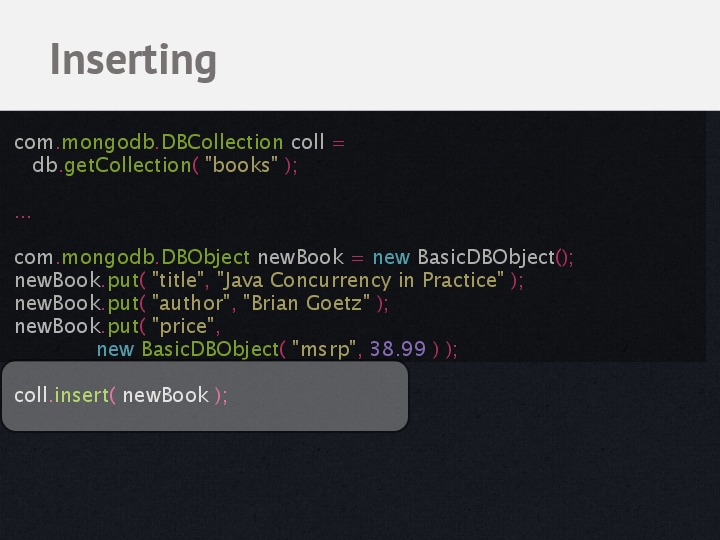 Inserting
com.mongodb.DBCollection coll =
db.getCollection( "books" );
...
com.mongodb.DBObject newBook = new BasicDBObject();
newBook.put( "title", "Java Concurrency in Practice" );
newBook.put( "author", "Brian Goetz" );
newBook.put( "price",
new BasicDBObject( "msrp", 38.99 ) );
coll.insert( newBook );